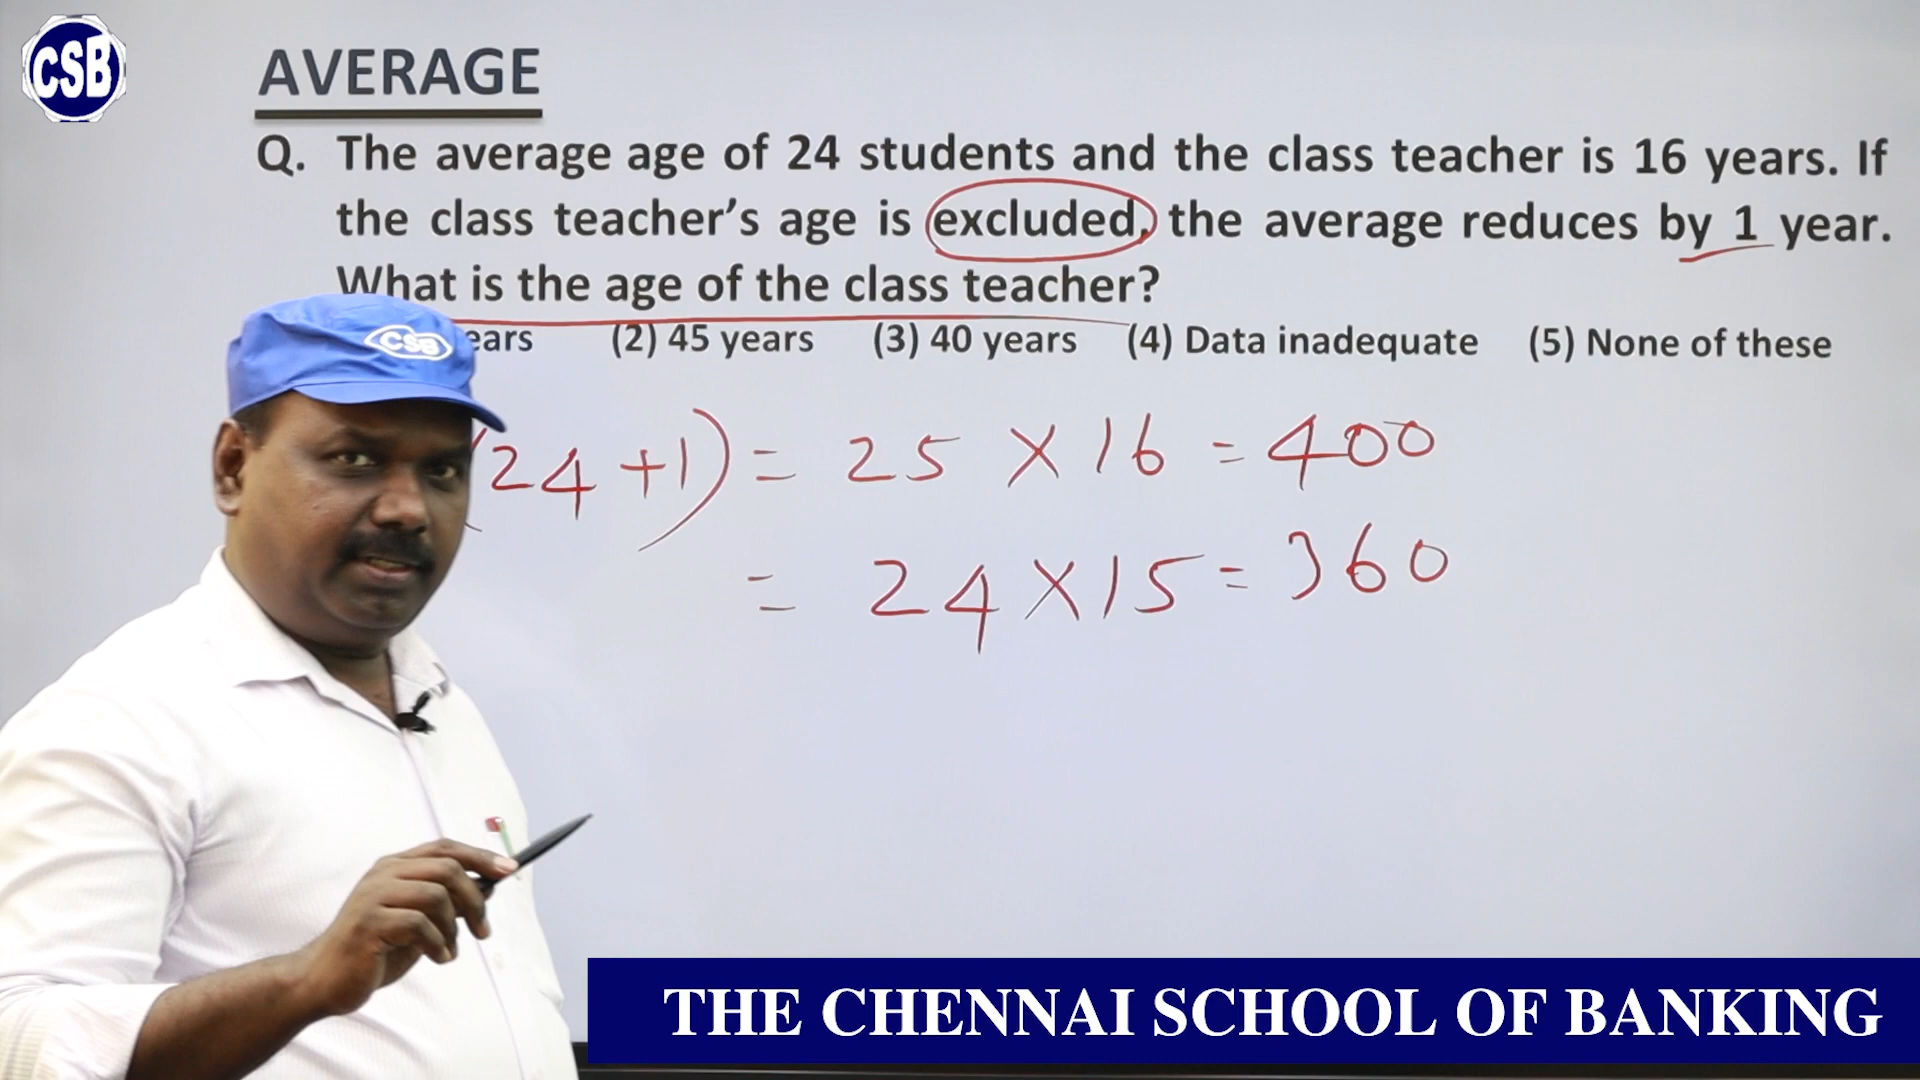 CSB
AVERAGE
Q. The average age of 24 students and the class teacher is 16 years. If
the class teacher’s age is excluded, the average reduces by 1 year.
What is the age of the class teacher?
ears (2) 45 years (3) 40 years (4) Data inadequate (5) None of these
CSB
(24+1) = 25 × 16 = 400
= 24 × 15 = 360
THE CHENNAI SCHOOL OF BANKING